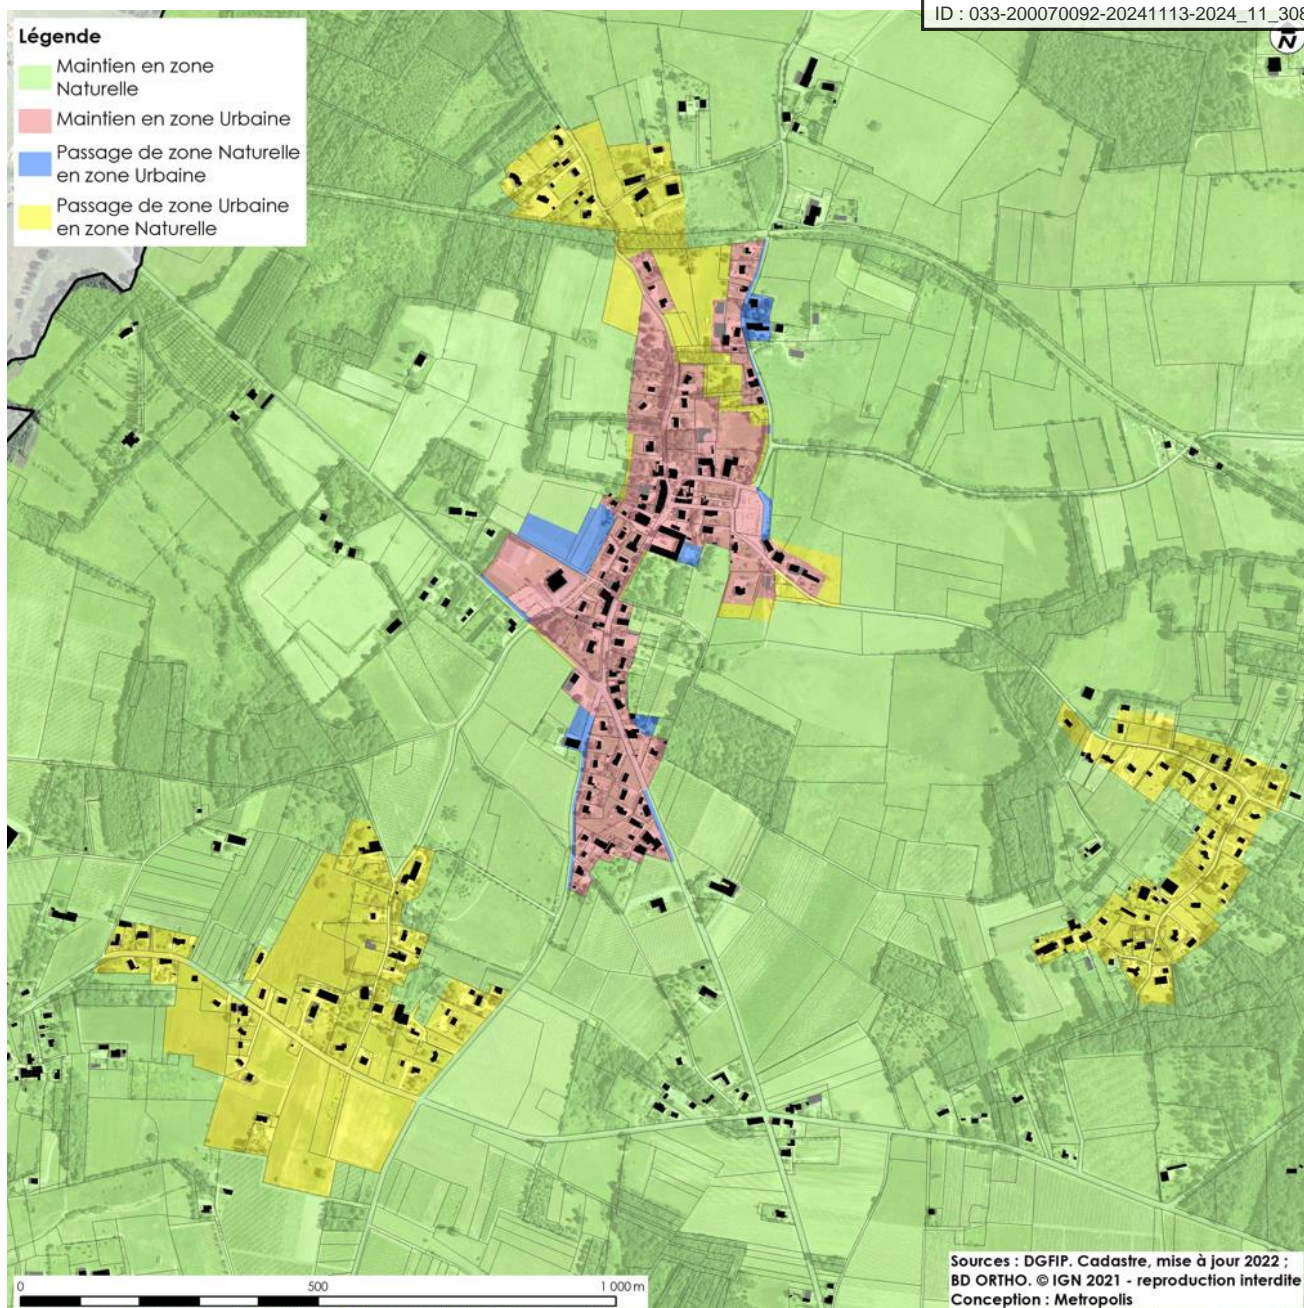 ID : 033-200070092-20241113-2024_11_308
N
Légende
Maintien en zone
Naturelle
Maintien en zone Urbaine
Passage de zone Naturelle
en zone Urbaine
Passage de zone Urbaine
en zone Naturelle
0 500 1 000 m
Sources : DGFIP. Cadastre, mise à jour 2022 ;
BD ORTHO. © IGN 2021 - reproduction interdite
Conception : Metropolis